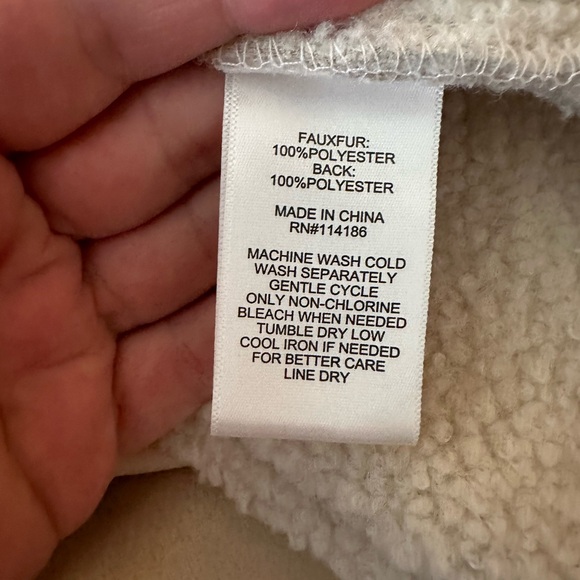 FAUXFUR:
100%POLYESTER
BACK:
100%POLYESTER
MADE IN CHINA
RN#114186
MACHINE WASH COLD
WASH SEPARATELY
GENTLE CYCLE
ONLY NON-CHLORINE
BLEACH WHEN NEEDED
TUMBLE DRY LOW
COOL IRON IF NEEDED
FOR BETTER CARE
LINE DRY